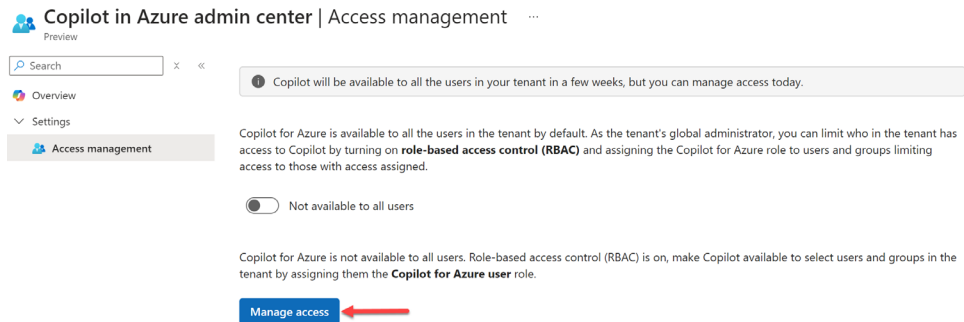 Copilot in Azure admin center | Access management ...
Preview
Search
Overview
Settings
Access management
Copilot will be available to all the users in your tenant in a few weeks, but you can manage access today.
Copilot for Azure is available to all the users in the tenant by default. As the tenant's global administrator, you can limit who in the tenant has
access to Copilot by turning on role-based access control (RBAC) and assigning the Copilot for Azure role to users and groups limiting
access to those with access assigned.
Not available to all users
Copilot for Azure is not available to all users. Role-based access control (RBAC) is on, make Copilot available to select users and groups in the
tenant by assigning them the Copilot for Azure user role.
Manage access